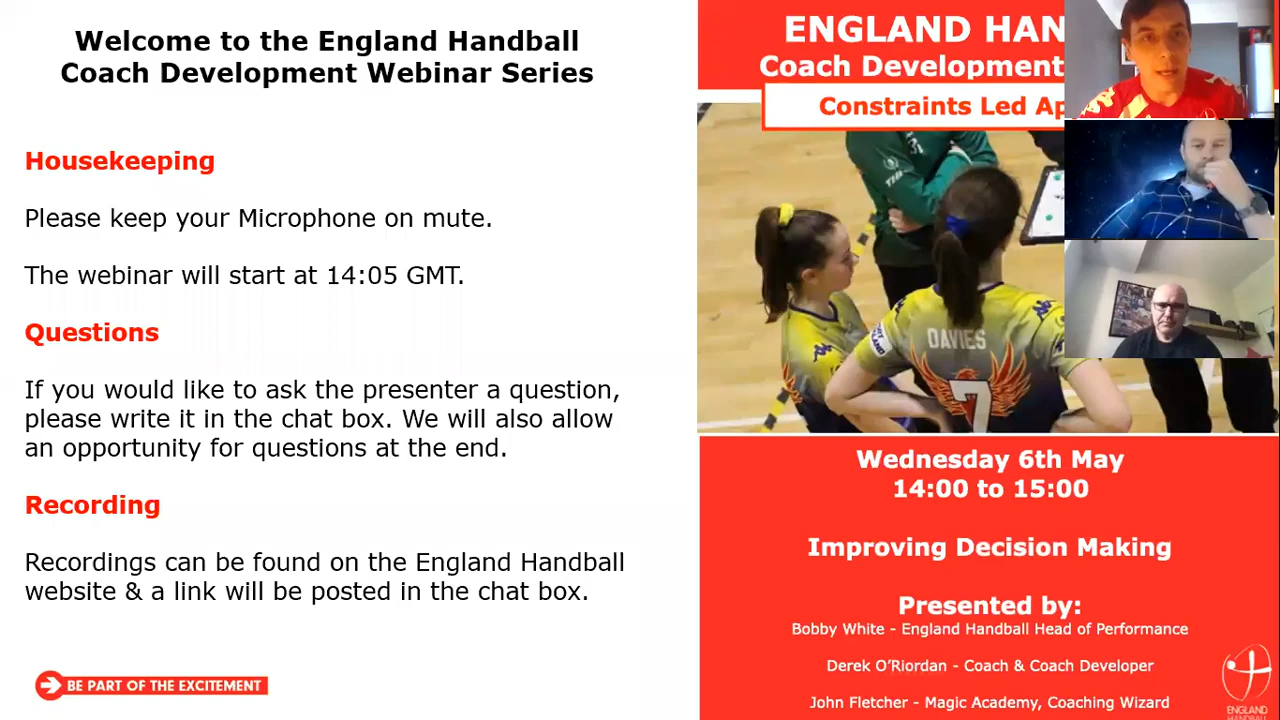 Welcome to the England Handball
Coach Development Webinar Series
Housekeeping
Please keep your Microphone on mute.
The webinar will start at 14:05 GMT.
Questions
If you would like to ask the presenter a question,
please write it in the chat box. We will also allow
an opportunity for questions at the end.
Recording
Recordings can be found on the England Handball
website & a link will be posted in the chat box.
BE PART OF THE EXCITEMENT
ENGLAND HAN
Coach Development
Constraints Led Ap
DAVIES
7
Wednesday 6th May
14:00 to 15:00
Improving Decision Making
Presented by:
Bobby White - England Handball Head of Performance
Derek O'Riordan - Coach & Coach Developer
John Fletcher - Magic Academy, Coaching Wizard
ENGLAND
HANDBALL